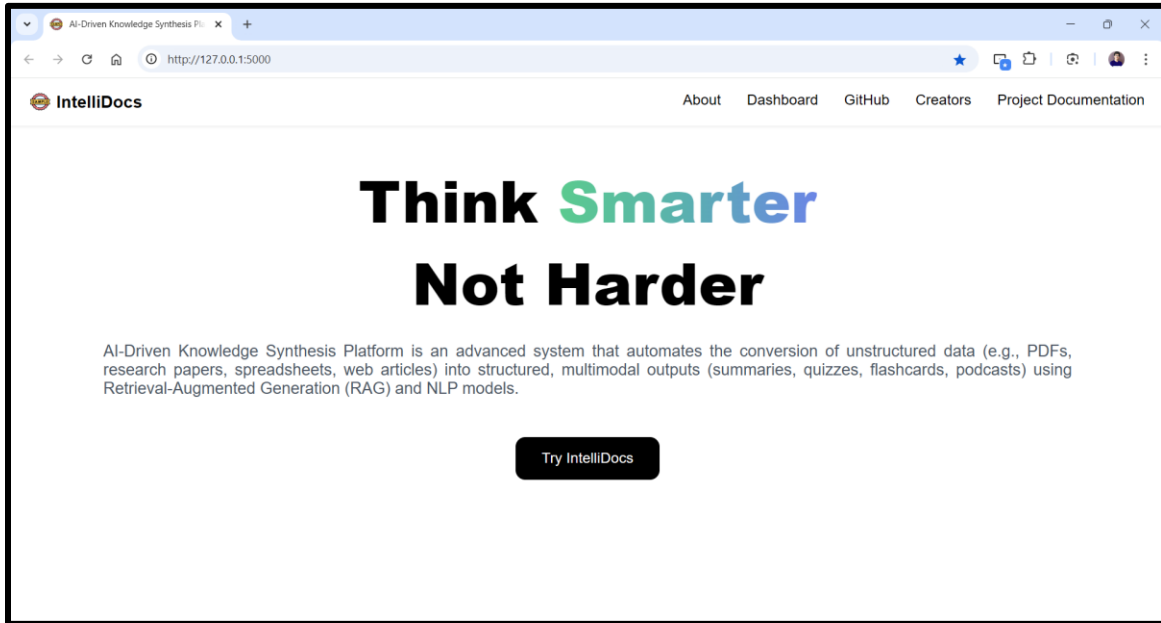 AI-Driven Knowledge Synthesis Pl
http://127.0.0.1:5000
IntelliDocs
About Dashboard GitHub Creators Project Documentation
Think Smarter
Not Harder
AI-Driven Knowledge Synthesis Platform is an advanced system that automates the conversion of unstructured data (e.g., PDFs,
research papers, spreadsheets, web articles) into structured, multimodal outputs (summaries, quizzes, flashcards, podcasts) using
Retrieval-Augmented Generation (RAG) and NLP models.
Try IntelliDocs